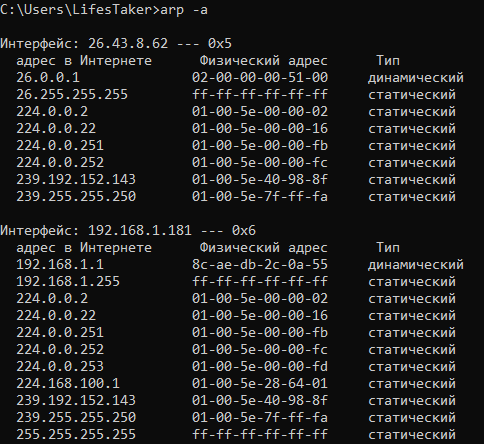 C:\Users\LifesTaker>arp -a
Интерфейс: 26.43.8.62 --- 0x5
адрес в Интернете Физический адрес Тип
26.0.0.1 02-00-00-00-51-00 динамический
26.255.255.255 ff-ff-ff-ff-ff-ff статический
224.0.0.2 01-00-5e-00-00-02 статический
224.0.0.22 01-00-5e-00-00-16 статический
224.0.0.251 01-00-5e-00-00-fb статический
224.0.0.252 01-00-5e-00-00-fc статический
239.192.152.143 01-00-5e-40-98-8f статический
239.255.255.250 01-00-5e-7f-ff-fa статический
Интерфейс: 192.168.1.181 --- 0x6
адрес в Интернете Физический адрес Тип
192.168.1.1 8c-ae-db-2c-0a-55 динамический
192.168.1.255 ff-ff-ff-ff-ff-ff статический
224.0.0.2 01-00-5e-00-00-02 статический
224.0.0.22 01-00-5e-00-00-16 статический
224.0.0.251 01-00-5e-00-00-fb статический
224.0.0.252 01-00-5e-00-00-fc статический
224.0.0.253 01-00-5e-00-00-fd статический
224.168.100.1 01-00-5e-28-64-01 статический
239.192.152.143 01-00-5e-40-98-8f статический
239.255.255.250 01-00-5e-7f-ff-fa статический
255.255.255.255 ff-ff-ff-ff-ff-ff статический